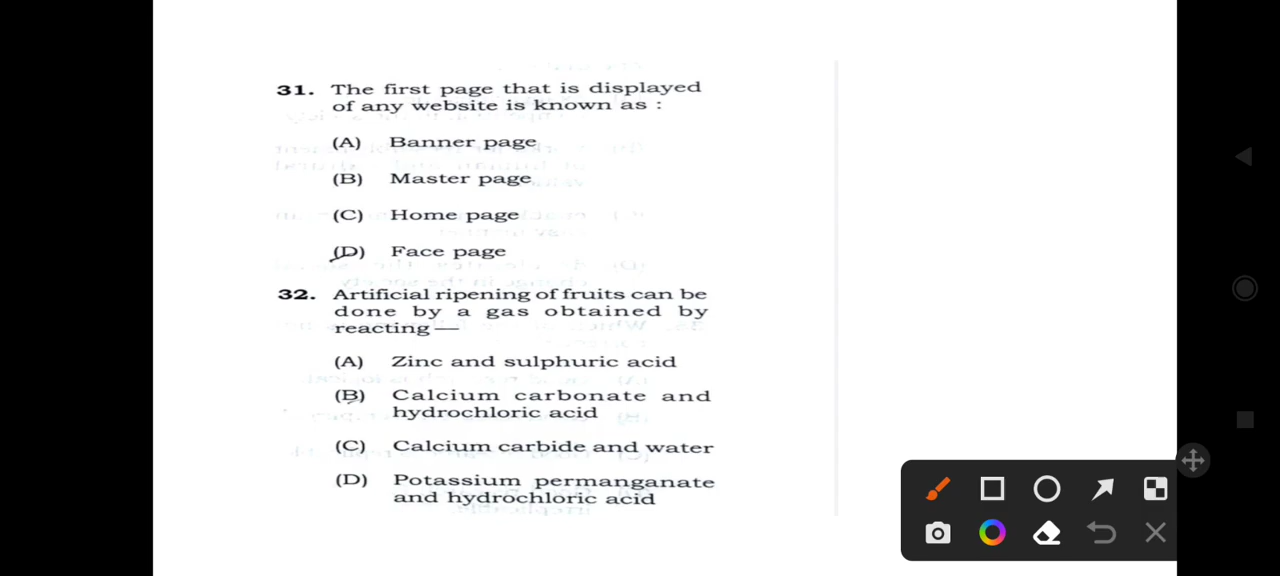 31. The first page that is displayed
of any website is known as :
(A) Banner page
(B) Master page
(C) Home page
(D) Face page
32. Artificial ripening of fruits can be
done by a gas obtained by
reacting—
(A) Zinc and sulphuric acid
(B) Calcium carbonate and
hydrochloric acid
(C) Calcium carbide and water
(D) Potassium permanganate
and hydrochloric acid